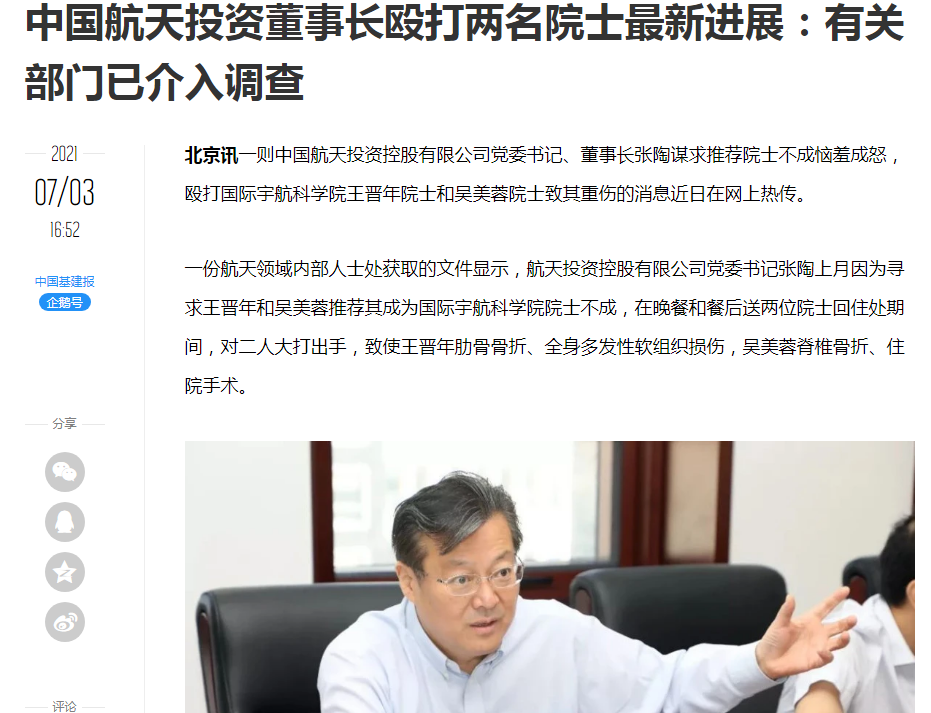 中国航天投资董事长殴打两名院士最新进展：有关
部门已介入调查
2021
07/03
16:52
中国基建报
企鹅号
分享
评论
北京讯一则中国航天投资控股有限公司党委书记、董事长张陶谋求推荐院士不成恼羞成怒，
殴打国际宇航科学院王晋年院士和吴美蓉院士致其重伤的消息近日在网上热传。
一份航天领域内部人士处获取的文件显示，航天投资控股有限公司党委书记张陶上月因为寻
求王晋年和吴美蓉推荐其成为国际宇航科学院院士不成，在晚餐和餐后送两位院士回住处期
间，对二人大打出手，致使王晋年肋骨骨折、全身多发性软组织损伤，吴美蓉脊椎骨折、住
院手术。